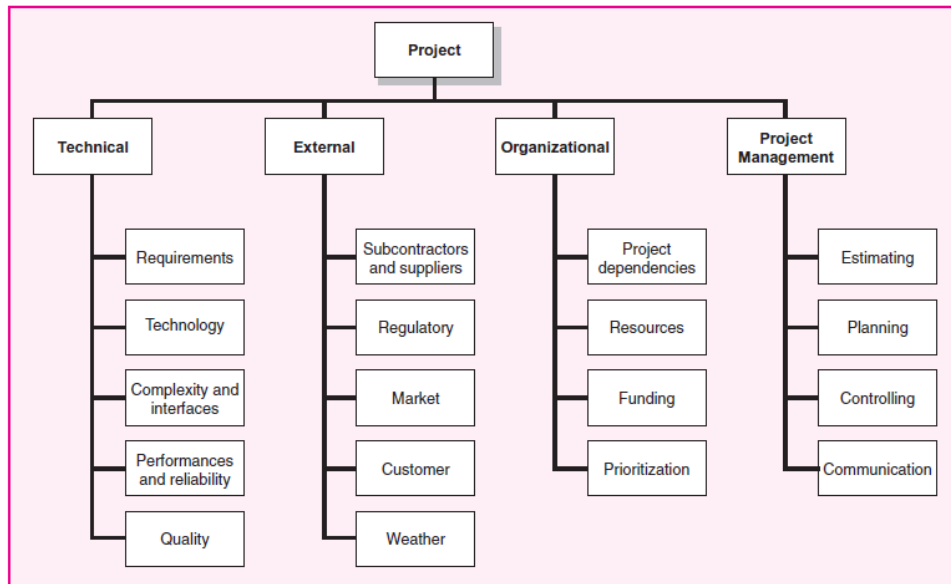 Project
Technical
External
Organizational
Project
Management
Requirements
Technology
Complexity and
interfaces
Performances
and reliability
Quality
Subcontractors
and suppliers
Regulatory
Market
Customer
Weather
Project
dependencies
Resources
Funding
Prioritization
Estimating
Planning
Controlling
Communication